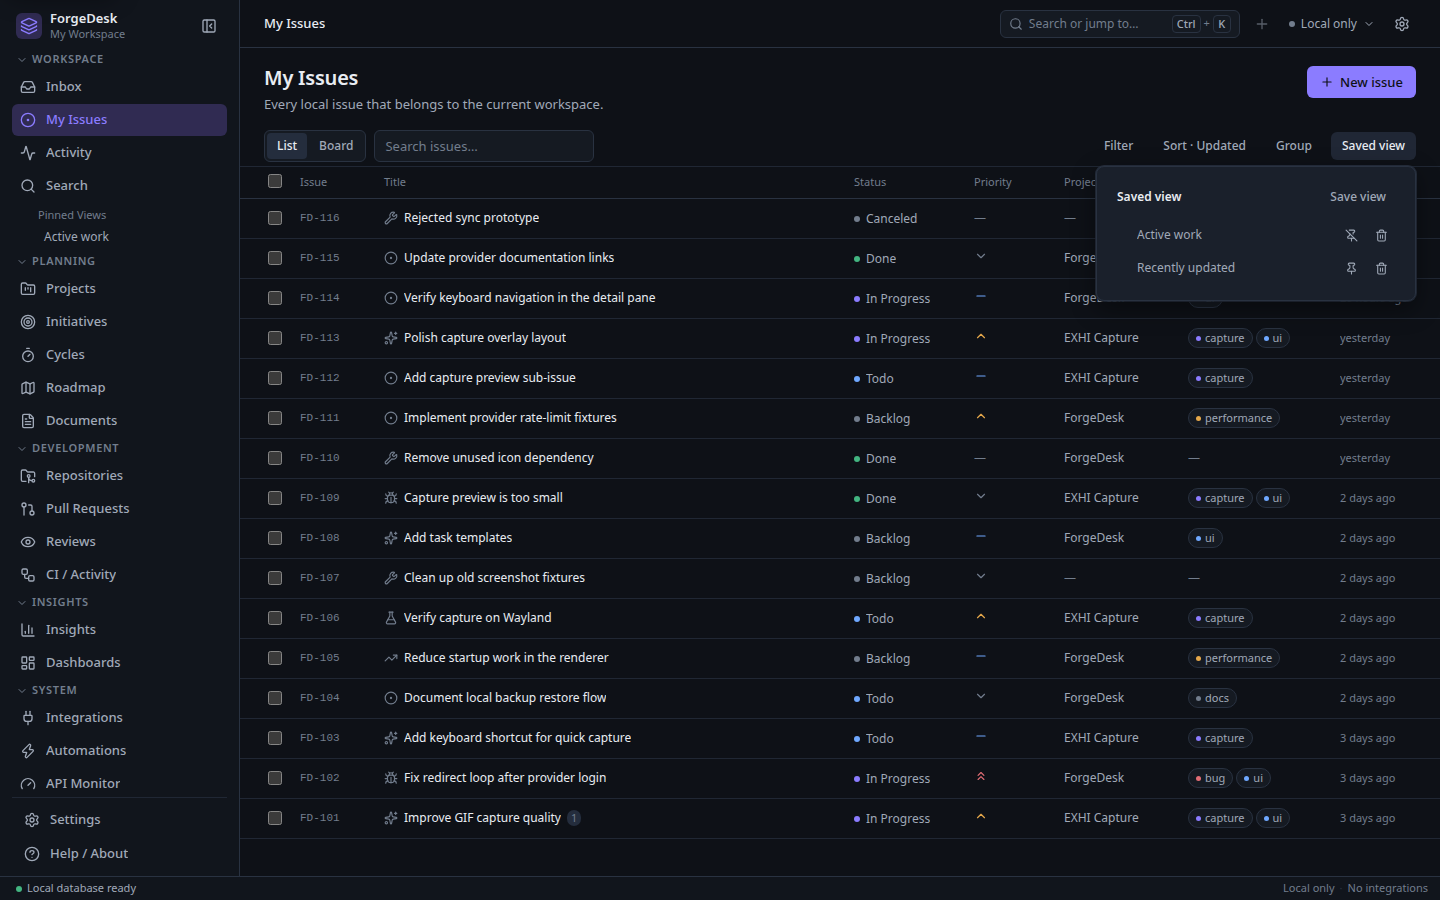 ForgeDesk
My Workspace
My Issues
Search or jump to...
Ctrl + K
Local only
WORKSPACE
Inbox
My Issues
Activity
Search
Pinned Views
Active work
PLANNING
Projects
Initiatives
Cycles
Roadmap
Documents
DEVELOPMENT
Repositories
Pull Requests
Reviews
CI / Activity
INSIGHTS
Insights
Dashboards
SYSTEM
Integrations
Automations
API Monitor
Settings
Help / About
My Issues
Every local issue that belongs to the current workspace.
New issue
List Board Search issues...
Filter Sort · Updated Group Saved view
Saved view Save view
Active work
Recently updated
Issue Title Status Priority
FD-116 Rejected sync prototype Canceled — —
FD-115 Update provider documentation links Done
FD-114 Verify keyboard navigation in the detail pane In Progress
FD-113 Polish capture overlay layout In Progress EXHI Capture capture ui yesterday
FD-112 Add capture preview sub-issue Todo EXHI Capture capture yesterday
FD-111 Implement provider rate-limit fixtures Backlog ForgeDesk performance yesterday
FD-110 Remove unused icon dependency Done — ForgeDesk — yesterday
FD-109 Capture preview is too small Done EXHI Capture capture ui 2 days ago
FD-108 Add task templates Backlog ForgeDesk ui 2 days ago
FD-107 Clean up old screenshot fixtures Backlog — — 2 days ago
FD-106 Verify capture on Wayland Todo EXHI Capture capture 2 days ago
FD-105 Reduce startup work in the renderer Backlog ForgeDesk performance 2 days ago
FD-104 Document local backup restore flow Todo ForgeDesk docs 2 days ago
FD-103 Add keyboard shortcut for quick capture Todo EXHI Capture capture 3 days ago
FD-102 Fix redirect loop after provider login In Progress ForgeDesk bug ui 3 days ago
FD-101 Improve GIF capture quality 1 In Progress EXHI Capture capture ui 3 days ago
Local database ready
Local only · No integrations